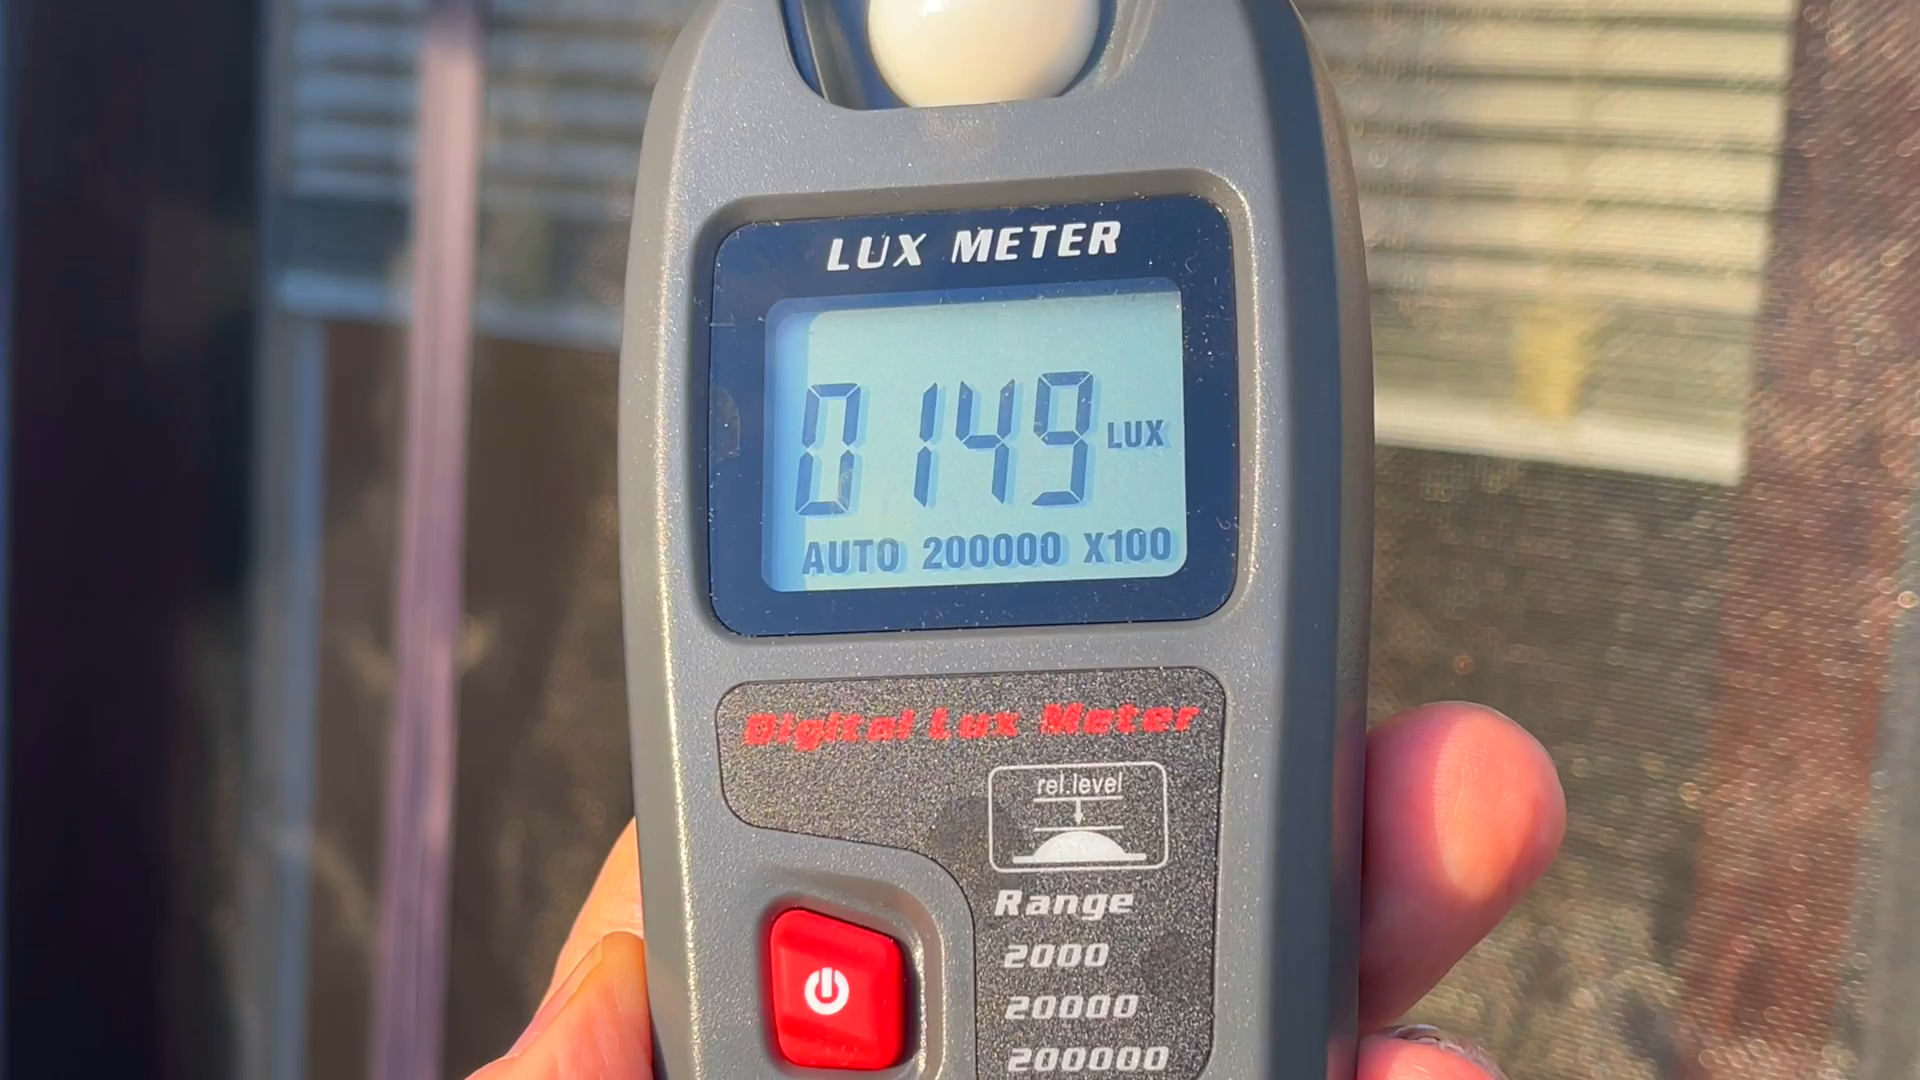 LUX METER
0149 LUX
AUTO 200000 X100
Digital Lux Meter
rel.level
Range
2000
20000
200000